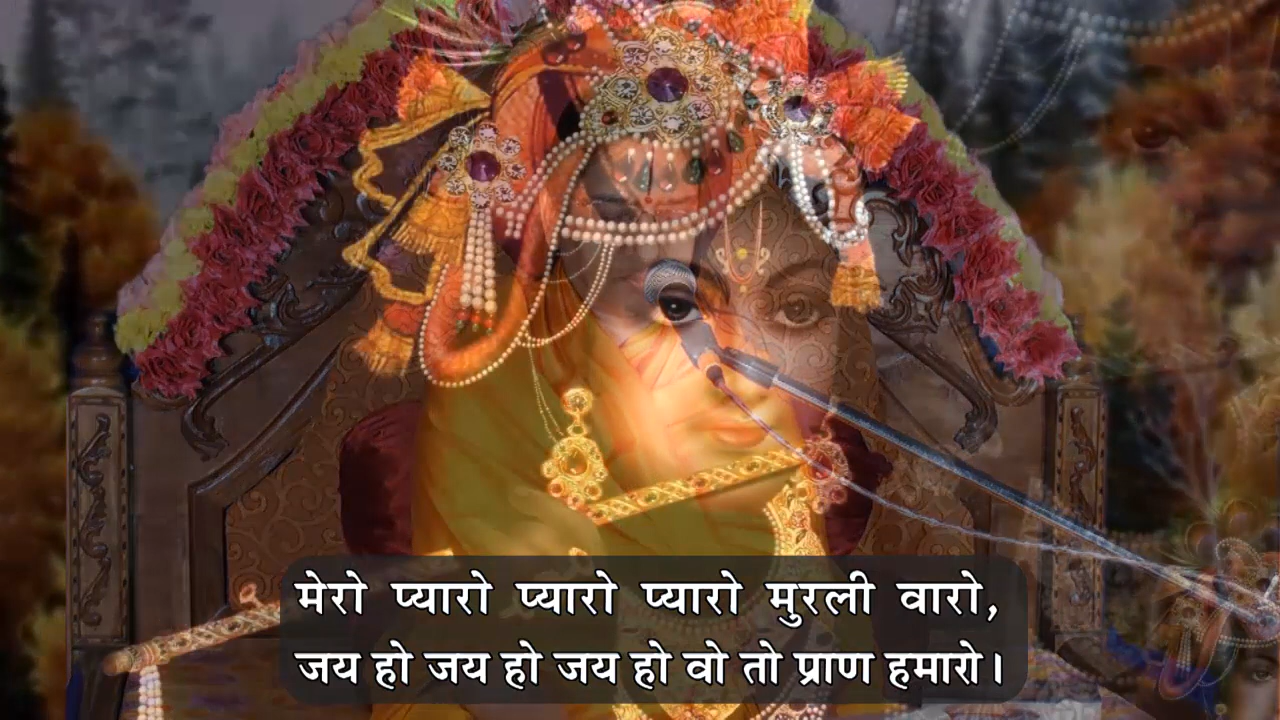 मेरो प्यारो प्यारो प्यारो मुरली वारो,
जय हो जय हो जय हो वो तो प्राण हमारो।